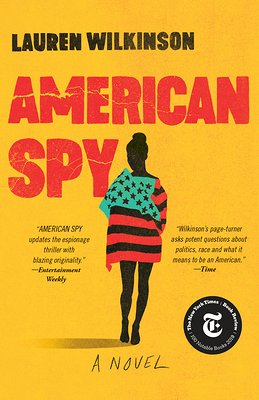 LAUREN WILKINSON
AMERICAN
SPY
"AMERICAN SPY
updates the espionage
thriller with
blazing originality."
—Entertainment
Weekly
"Wilkinson's page-turner
asks potent questions about
politics, race and what it
means to be an American."
—Time
The New York Times Book Review
100 Notable Books 2019
A NOVEL